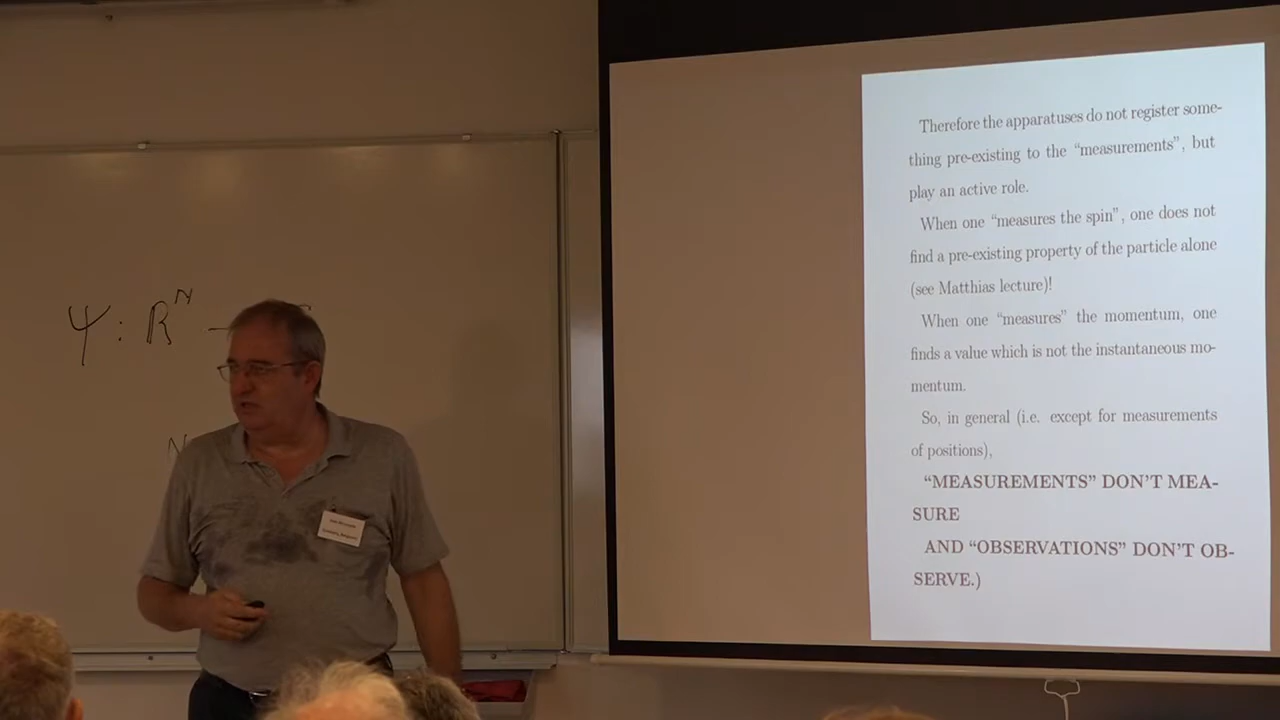 Ψ : R^N
N
Therefore the apparatuses do not register some-
thing pre-existing to the “measurements”, but
play an active role.
When one “measures the spin”, one does not
find a pre-existing property of the particle alone
(see Matthias lecture)!
When one “measures” the momentum, one
finds a value which is not the instantaneous mo-
mentum.
So, in general (i.e. except for measurements
of positions),
“MEASUREMENTS” DON’T MEA-
SURE
AND “OBSERVATIONS” DON’T OB-
SERVE.)